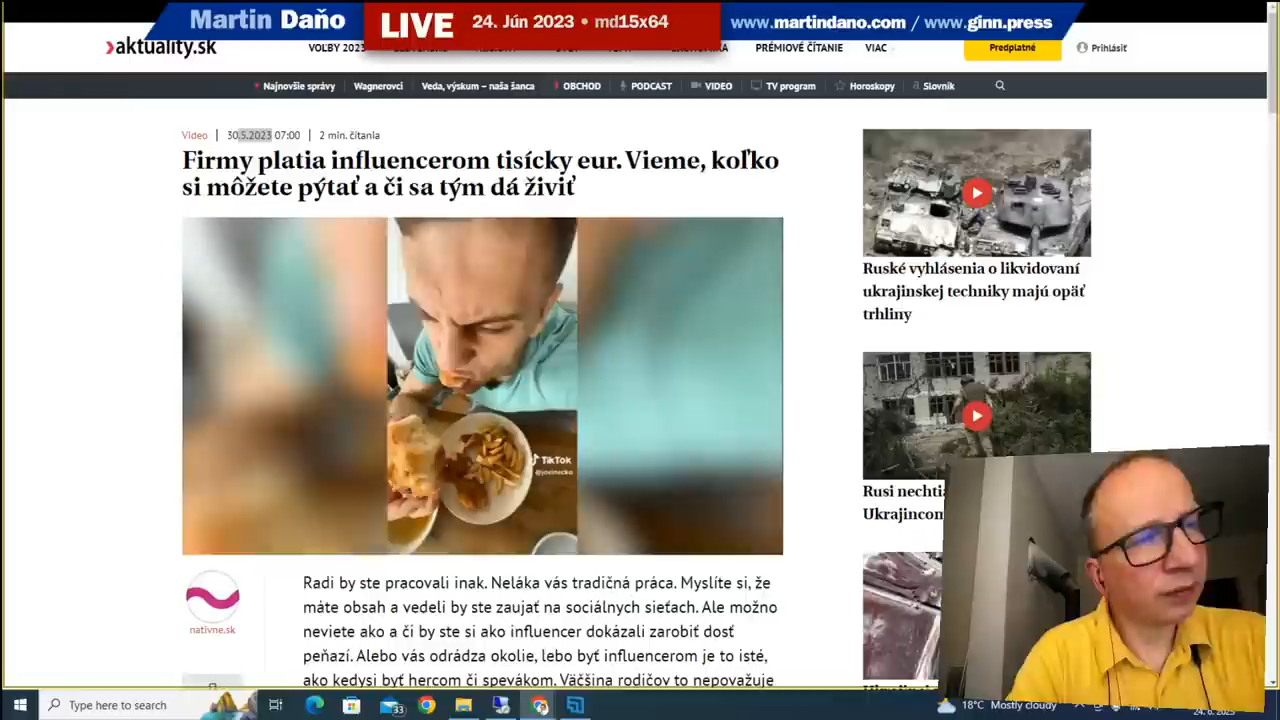 Martin Daňo
LIVE
24. Jún 2023 • md15x64
www.martindano.com / www.ginn.press
aktuality.sk
VOĽBY 2023
PRÉMIOVÉ ČÍTANIE
VIAC
Predplatné
Prihlásiť
Najnovšie správy
Wagnerovci
Veda, výskum – naša šanca
OBCHOD
PODCAST
VIDEO
TV program
Horoskopy
Slovník
Video | 30.5.2023 07:00 | 2 min. čítania
Firmy platia influencerom tisícky eur. Vieme, koľko
si môžete pýtať a či sa tým dá živiť
TikTok
nativne.sk
Radi by ste pracovali inak. Neláka vás tradičná práca. Myslíte si, že
máte obsah a vedeli by ste zaujať na sociálnych sieťach. Ale možno
neviete ako a či by ste si ako influencer dokázali zarobiť dosť
peňazí. Alebo vás odrádza okolie, lebo byť influencerom je to isté,
ako kedysi byť hercom či spevákom. Väčšina rodičov to nepovažuje
Ruské vyhlásenia o likvidovaní
ukrajinskej techniky majú opäť
trhliny
Rusi nechti
Ukrajincom
Type here to search
33
18°C Mostly cloudy